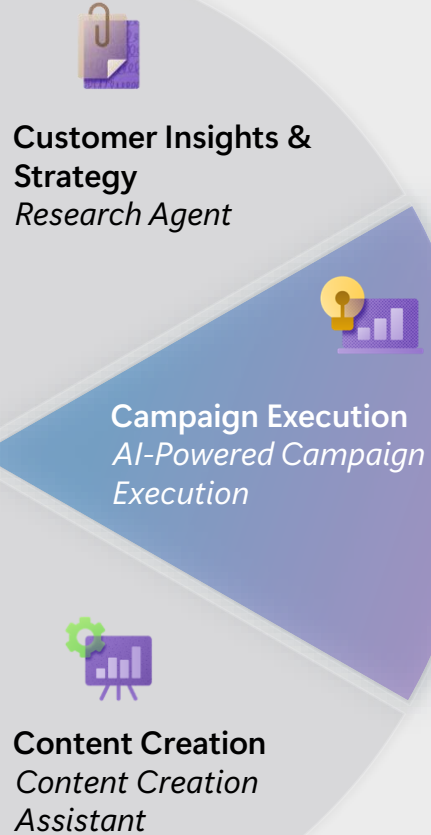 Customer Insights &
Strategy
Research Agent
Campaign Execution
AI-Powered Campaign
Execution
Content Creation
Content Creation
Assistant